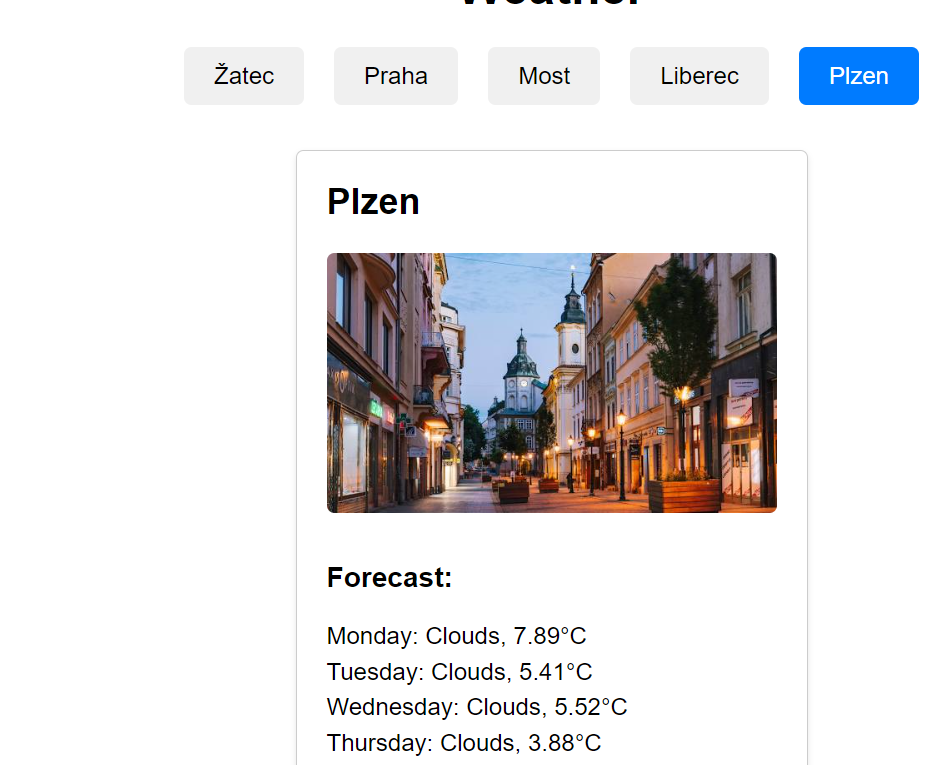 Weather
Žatec Praha Most Liberec Plzen
Plzen
Forecast:
Monday: Clouds, 7.89°C
Tuesday: Clouds, 5.41°C
Wednesday: Clouds, 5.52°C
Thursday: Clouds, 3.88°C